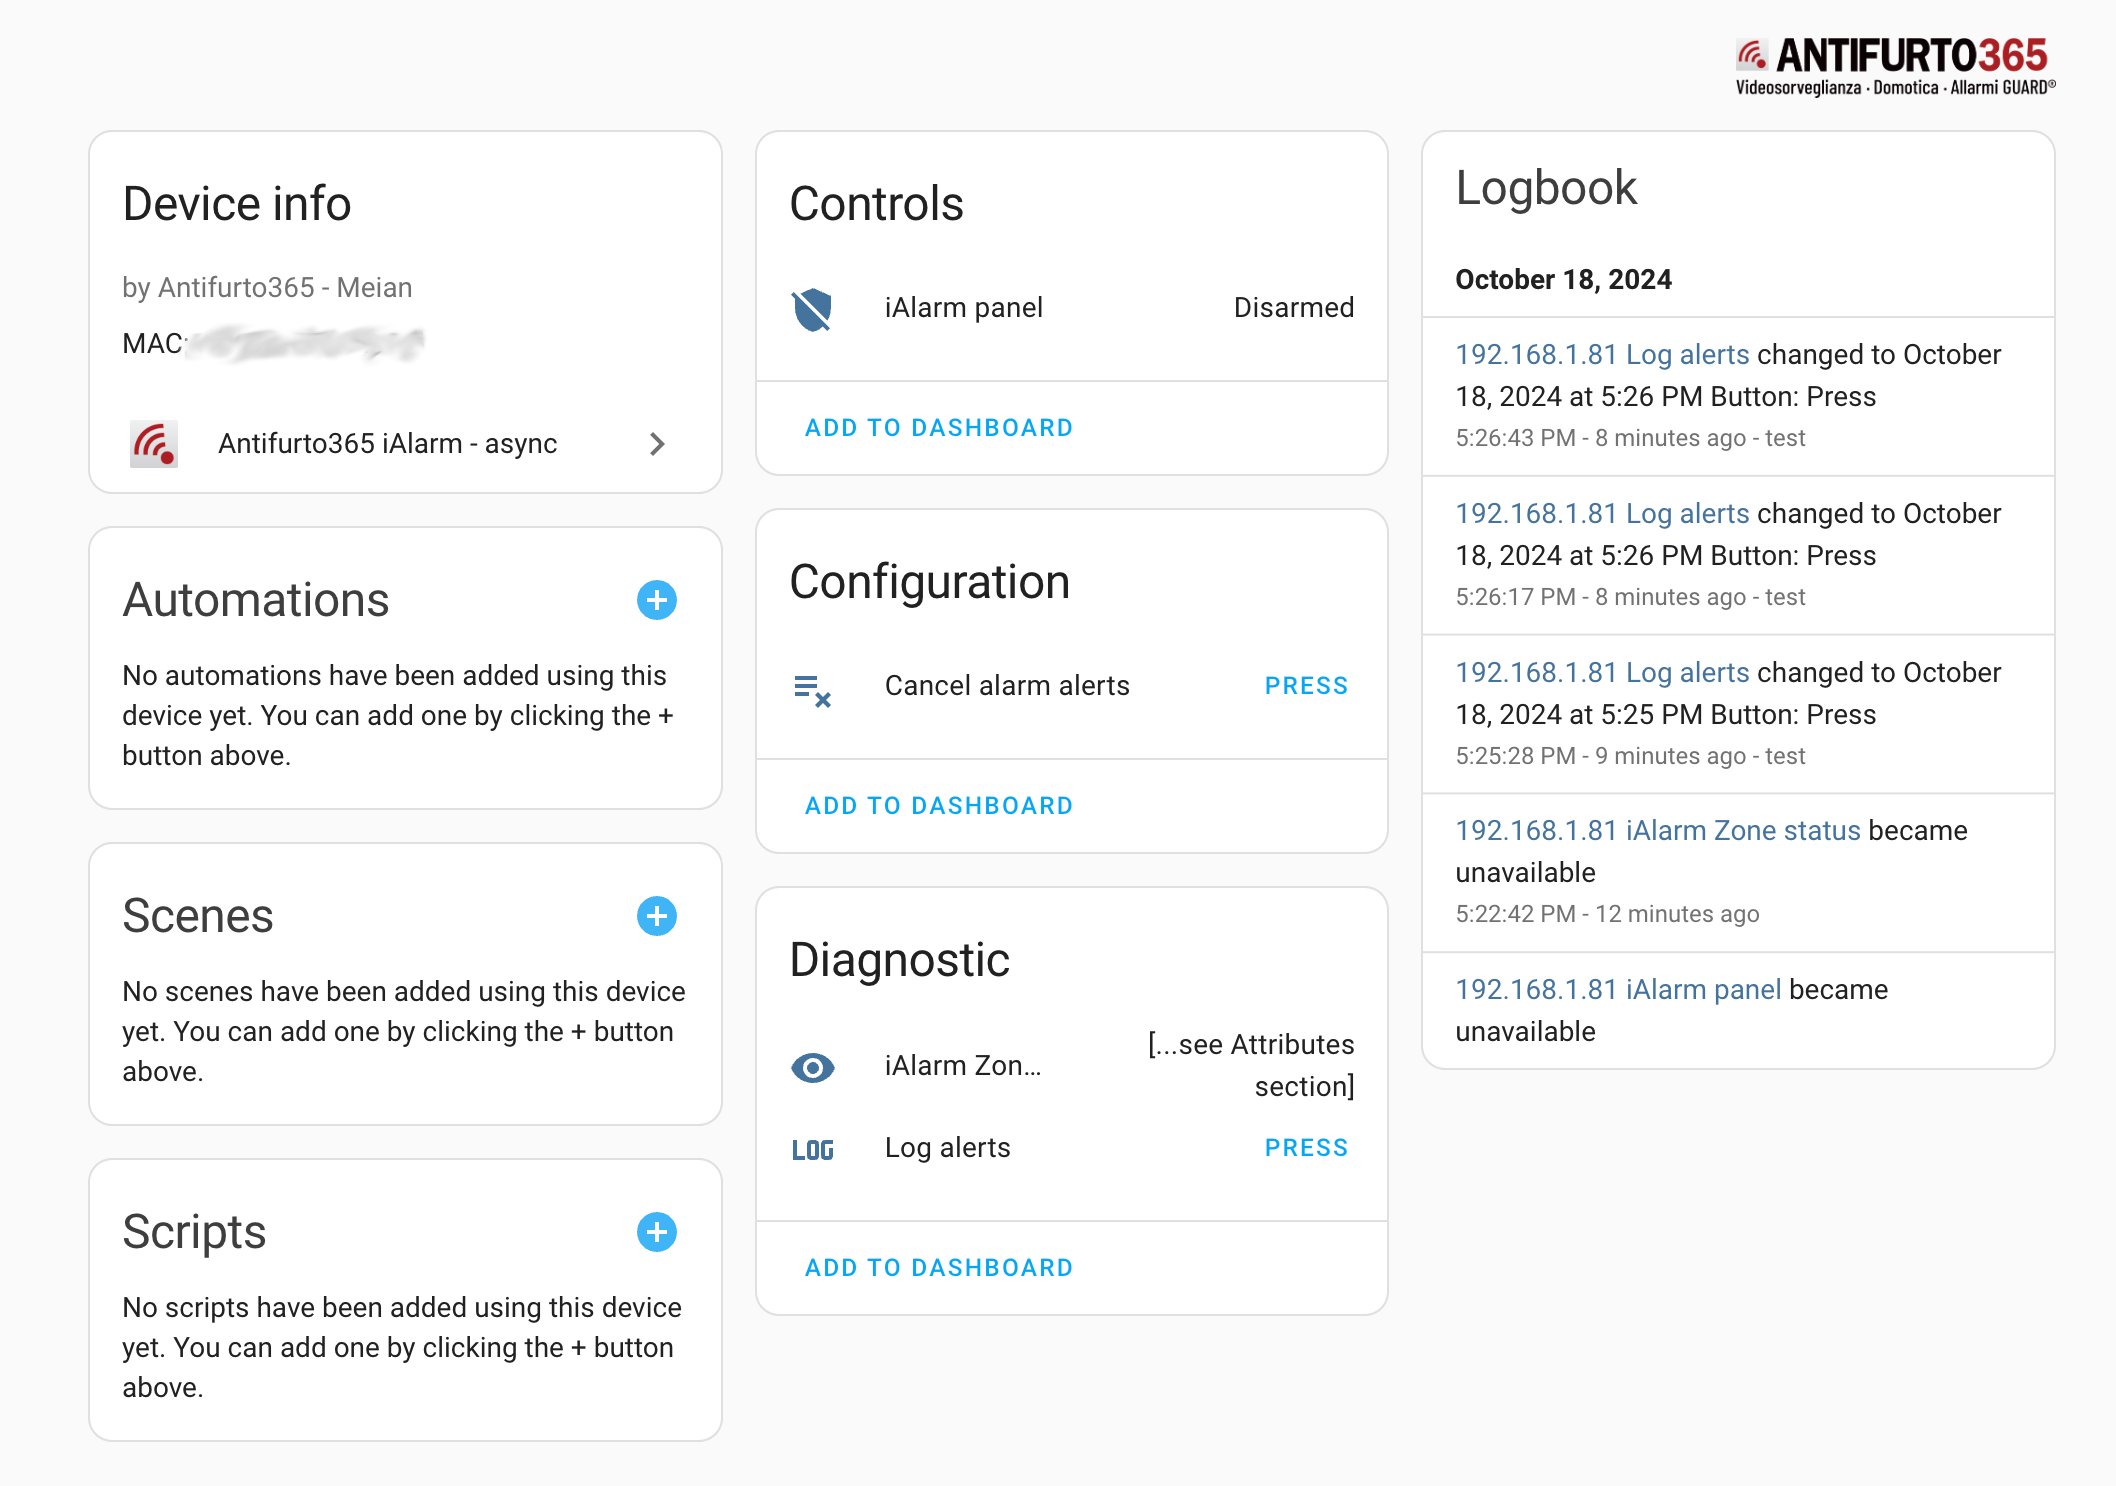 ANTIFURTO365
Videosorveglianza · Domotica · Allarmi GUARD®
Device info
by Antifurto365 - Meian
MAC:
Antifurto365 iAlarm - async
Automations
No automations have been added using this
device yet. You can add one by clicking the +
button above.
Scenes
No scenes have been added using this device
yet. You can add one by clicking the + button
above.
Scripts
No scripts have been added using this device
yet. You can add one by clicking the + button
above.
Controls
iAlarm panel Disarmed
ADD TO DASHBOARD
Configuration
Cancel alarm alerts PRESS
ADD TO DASHBOARD
Diagnostic
iAlarm Zon... [...see Attributes
section]
LOG Log alerts PRESS
ADD TO DASHBOARD
Logbook
October 18, 2024
192.168.1.81 Log alerts changed to October
18, 2024 at 5:26 PM Button: Press
5:26:43 PM - 8 minutes ago - test
192.168.1.81 Log alerts changed to October
18, 2024 at 5:26 PM Button: Press
5:26:17 PM - 8 minutes ago - test
192.168.1.81 Log alerts changed to October
18, 2024 at 5:25 PM Button: Press
5:25:28 PM - 9 minutes ago - test
192.168.1.81 iAlarm Zone status became
unavailable
5:22:42 PM - 12 minutes ago
192.168.1.81 iAlarm panel became
unavailable